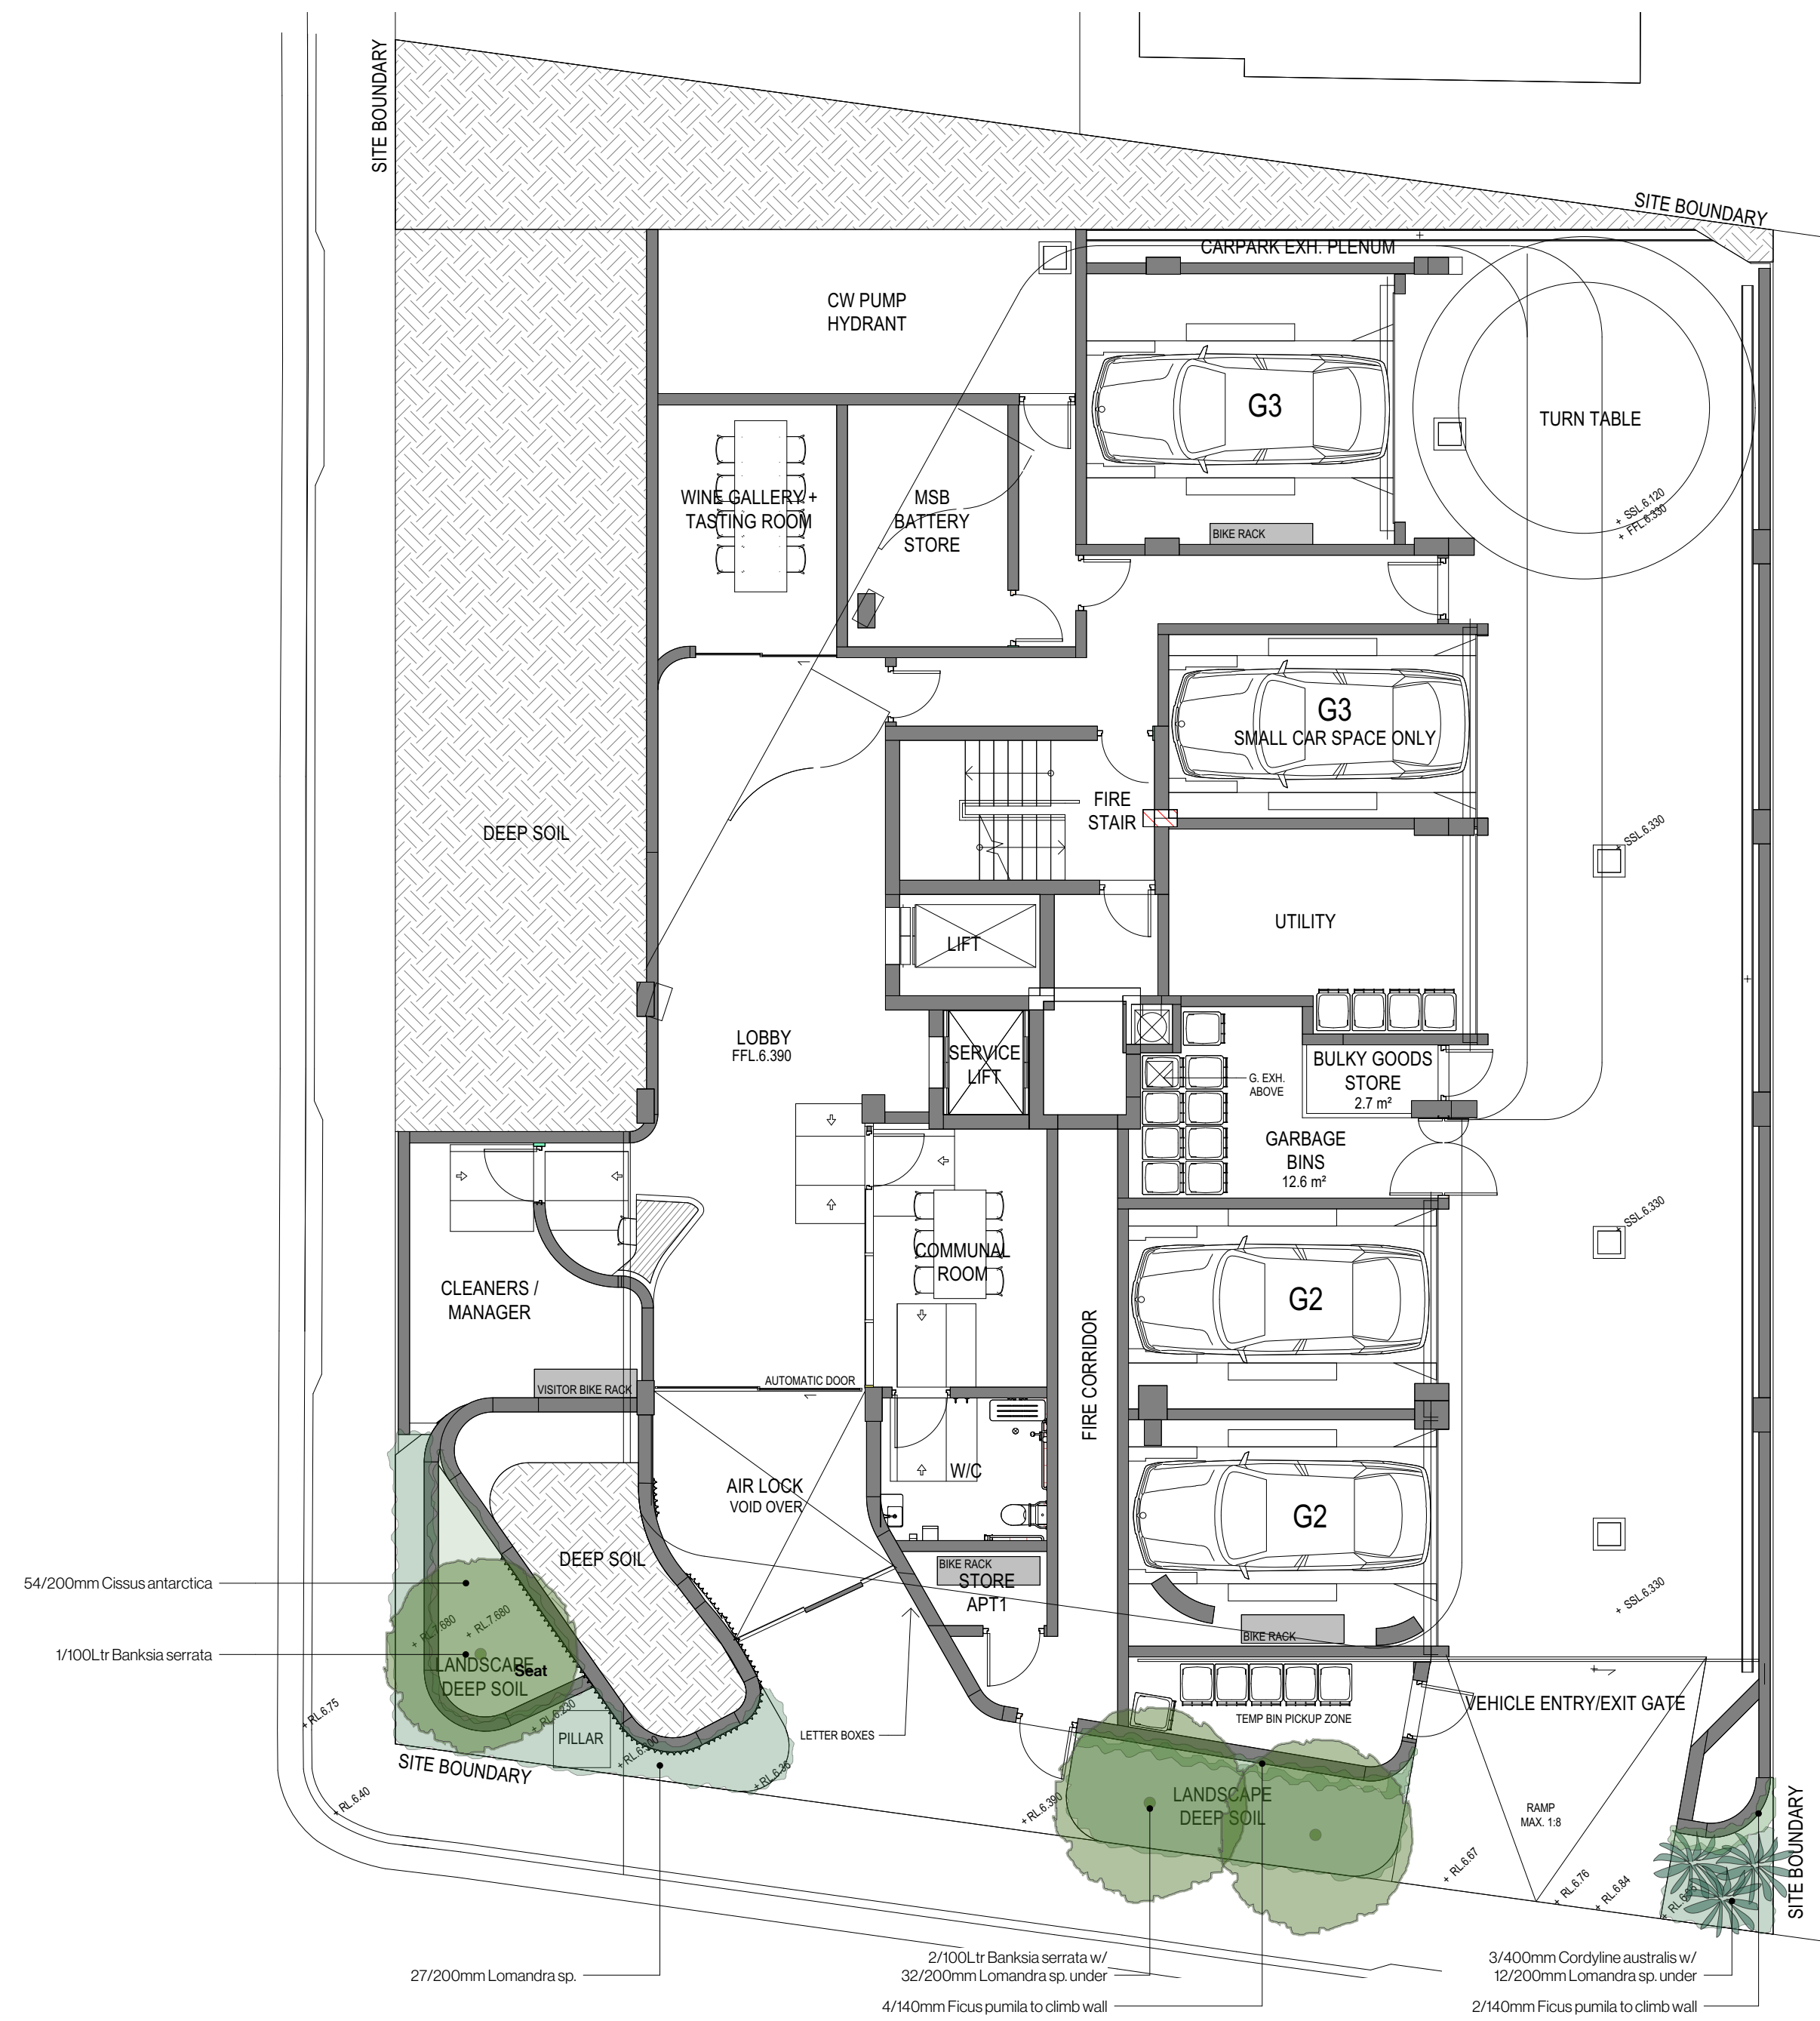 SITE BOUNDARY
SITE BOUNDARY
CARPARK EXH. PLENUM
CW PUMP
HYDRANT
G3
TURN TABLE
WINE GALLERY +
TASTING ROOM
MSB
BATTERY
STORE
+ SSL.6.120
+ FFL.6.330
BIKE RACK
G3
SMALL CAR SPACE ONLY
FIRE
STAIR
DEEP SOIL
+ SSL.6.330
UTILITY
LIFT
LOBBY
FFL.6.390
SERVICE
LIFT
G. EXH.
ABOVE
BULKY GOODS
STORE
2.7 m²
GARBAGE
BINS
12.6 m²
+ SSL.6.330
COMMUNAL
ROOM
CLEANERS /
MANAGER
G2
FIRE CORRIDOR
VISITOR BIKE RACK
AUTOMATIC DOOR
W/C
AIR LOCK
VOID OVER
G2
DEEP SOIL
BIKE RACK
STORE
APT1
54/200mm Cissus antarctica
+ SSL.6.330
+ RL.7.680
+ RL.7.680
BIKE RACK
1/100Ltr Banksia serrata
LANDSCAPE
DEEP SOIL
Seat
+ RL.6.75
+ RL.6.230
PILLAR
LETTER BOXES
TEMP BIN PICKUP ZONE
VEHICLE ENTRY/EXIT GATE
SITE BOUNDARY
+ RL.6.36
+ RL.6.40
+ RL.6.390
LANDSCAPE
DEEP SOIL
RAMP
MAX. 1:8
SITE BOUNDARY
+ RL.6.67
+ RL.6.76
+ RL.6.84
27/200mm Lomandra sp.
2/100Ltr Banksia serrata w/
32/200mm Lomandra sp. under
3/400mm Cordyline australis w/
12/200mm Lomandra sp. under
4/140mm Ficus pumila to climb wall
2/140mm Ficus pumila to climb wall